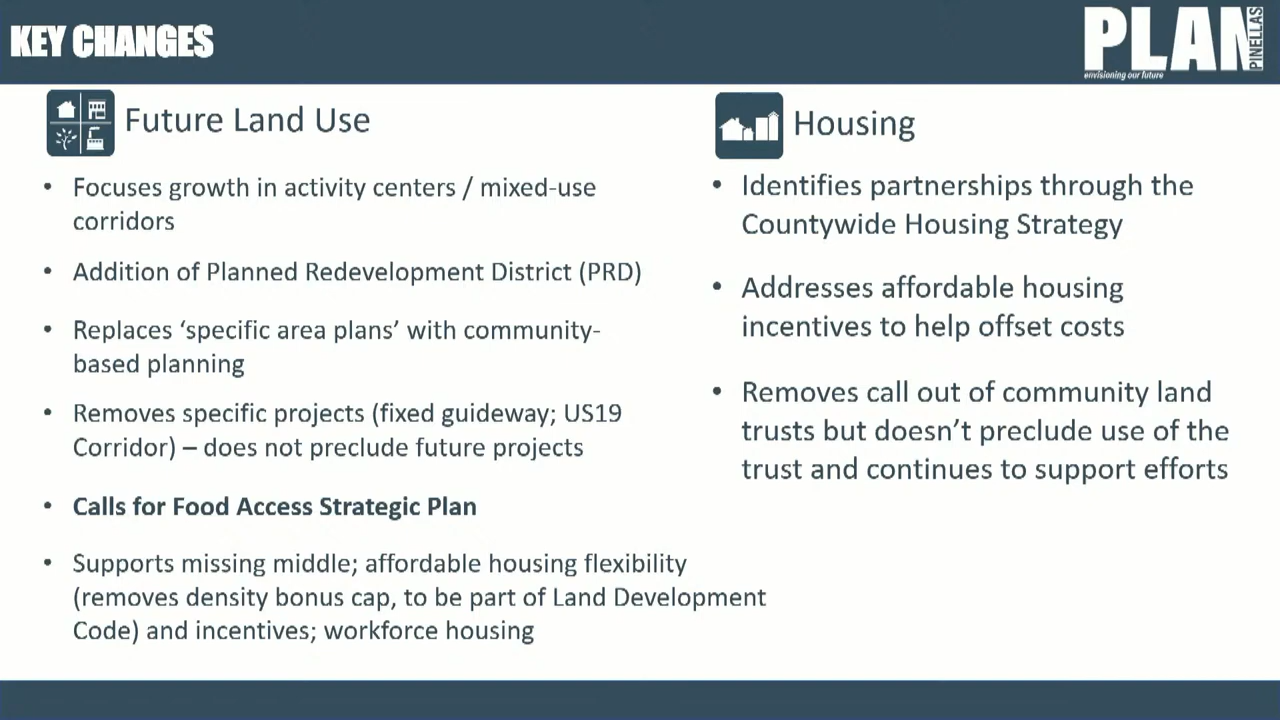 KEY CHANGES
PLAN
PINELLAS
envisioning our future
Future Land Use
• Focuses growth in activity centers / mixed-use
corridors
• Addition of Planned Redevelopment District (PRD)
• Replaces ‘specific area plans’ with community-
based planning
• Removes specific projects (fixed guideway; US19
Corridor) – does not preclude future projects
• Calls for Food Access Strategic Plan
• Supports missing middle; affordable housing flexibility
(removes density bonus cap, to be part of Land Development
Code) and incentives; workforce housing
Housing
• Identifies partnerships through the
Countywide Housing Strategy
• Addresses affordable housing
incentives to help offset costs
• Removes call out of community land
trusts but doesn’t preclude use of the
trust and continues to support efforts